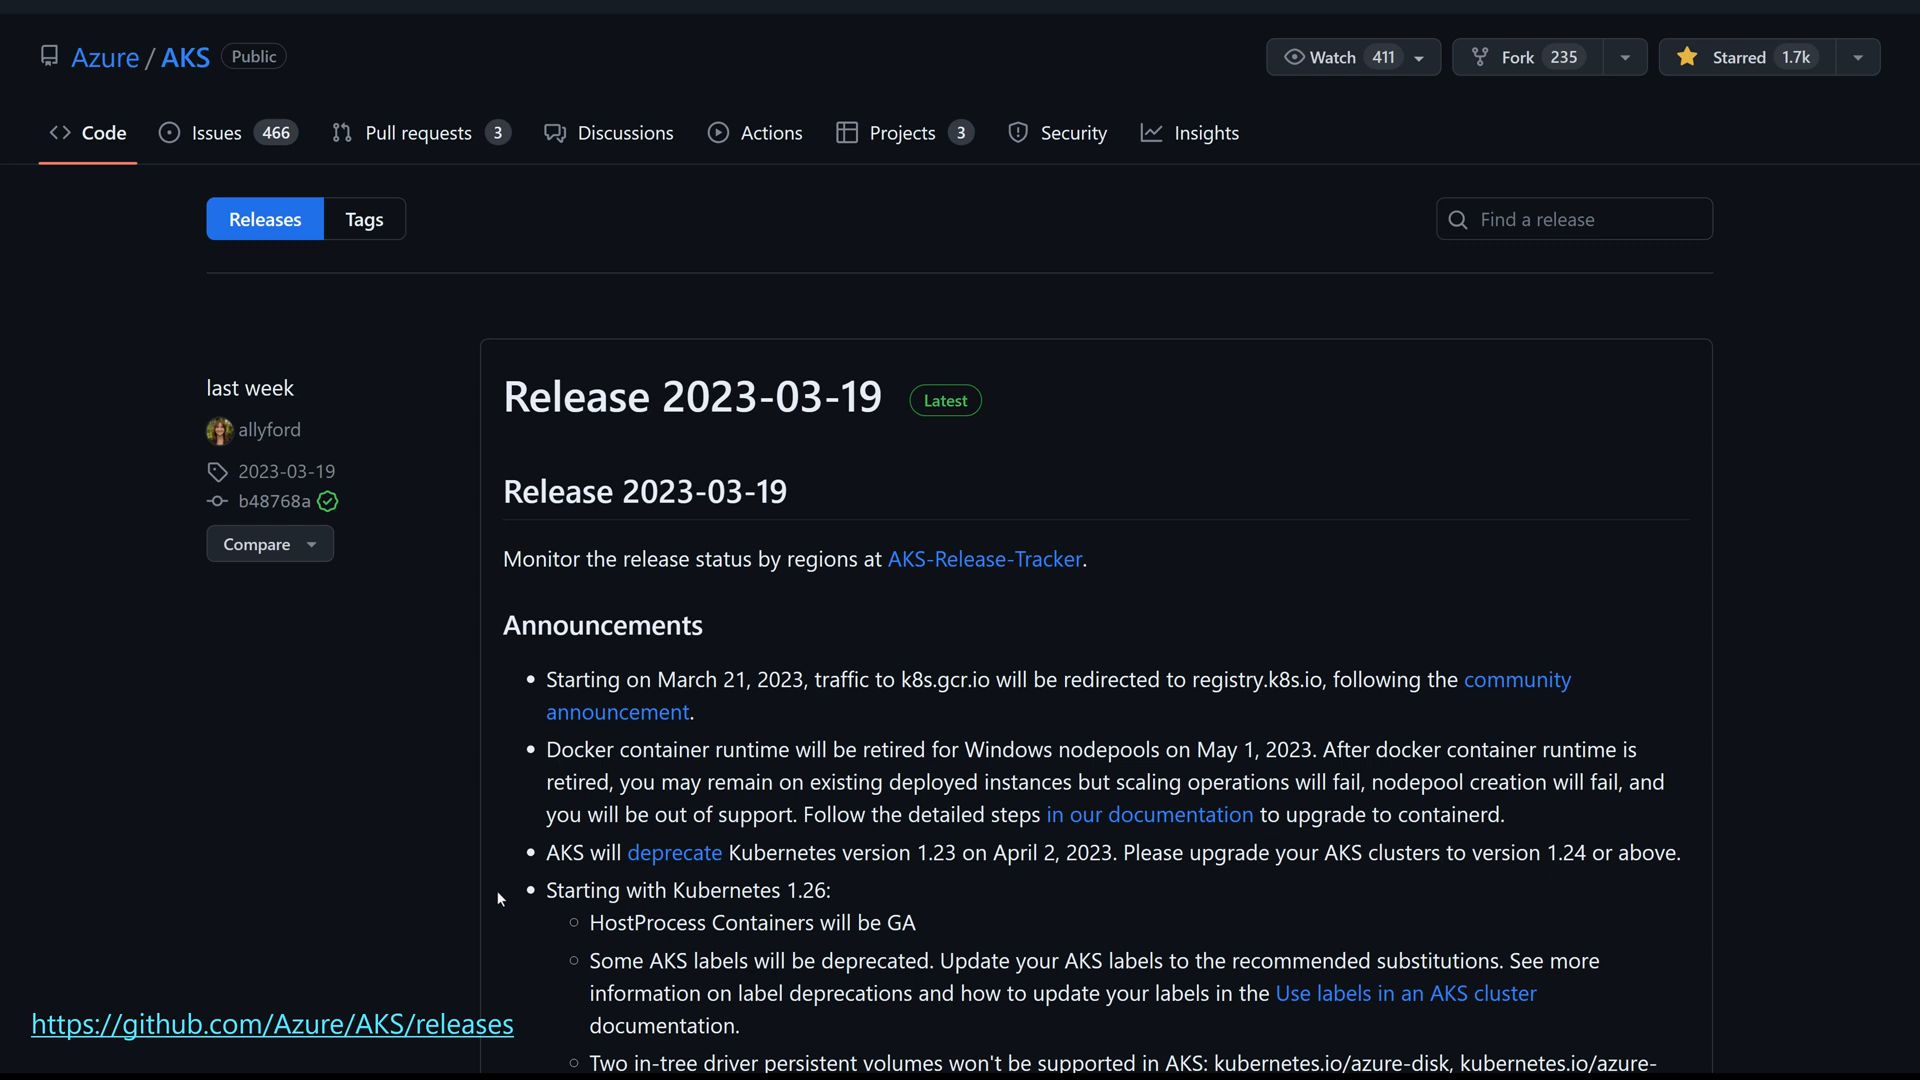 Azure / AKS Public
Watch 411
Fork 235
Starred 1.7k
Code
Issues 466
Pull requests 3
Discussions
Actions
Projects 3
Security
Insights
Releases
Tags
Find a release
last week
allyford
2023-03-19
b48768a
Compare
Release 2023-03-19 Latest
Release 2023-03-19
Monitor the release status by regions at AKS-Release-Tracker.
Announcements
• Starting on March 21, 2023, traffic to k8s.gcr.io will be redirected to registry.k8s.io, following the community
announcement.
• Docker container runtime will be retired for Windows nodepools on May 1, 2023. After docker container runtime is
retired, you may remain on existing deployed instances but scaling operations will fail, nodepool creation will fail, and
you will be out of support. Follow the detailed steps in our documentation to upgrade to containerd.
• AKS will deprecate Kubernetes version 1.23 on April 2, 2023. Please upgrade your AKS clusters to version 1.24 or above.
• Starting with Kubernetes 1.26:
○ HostProcess Containers will be GA
○ Some AKS labels will be deprecated. Update your AKS labels to the recommended substitutions. See more
information on label deprecations and how to update your labels in the Use labels in an AKS cluster
documentation.
○ Two in-tree driver persistent volumes won't be supported in AKS: kubernetes.io/azure-disk, kubernetes.io/azure-
https://github.com/Azure/AKS/releases